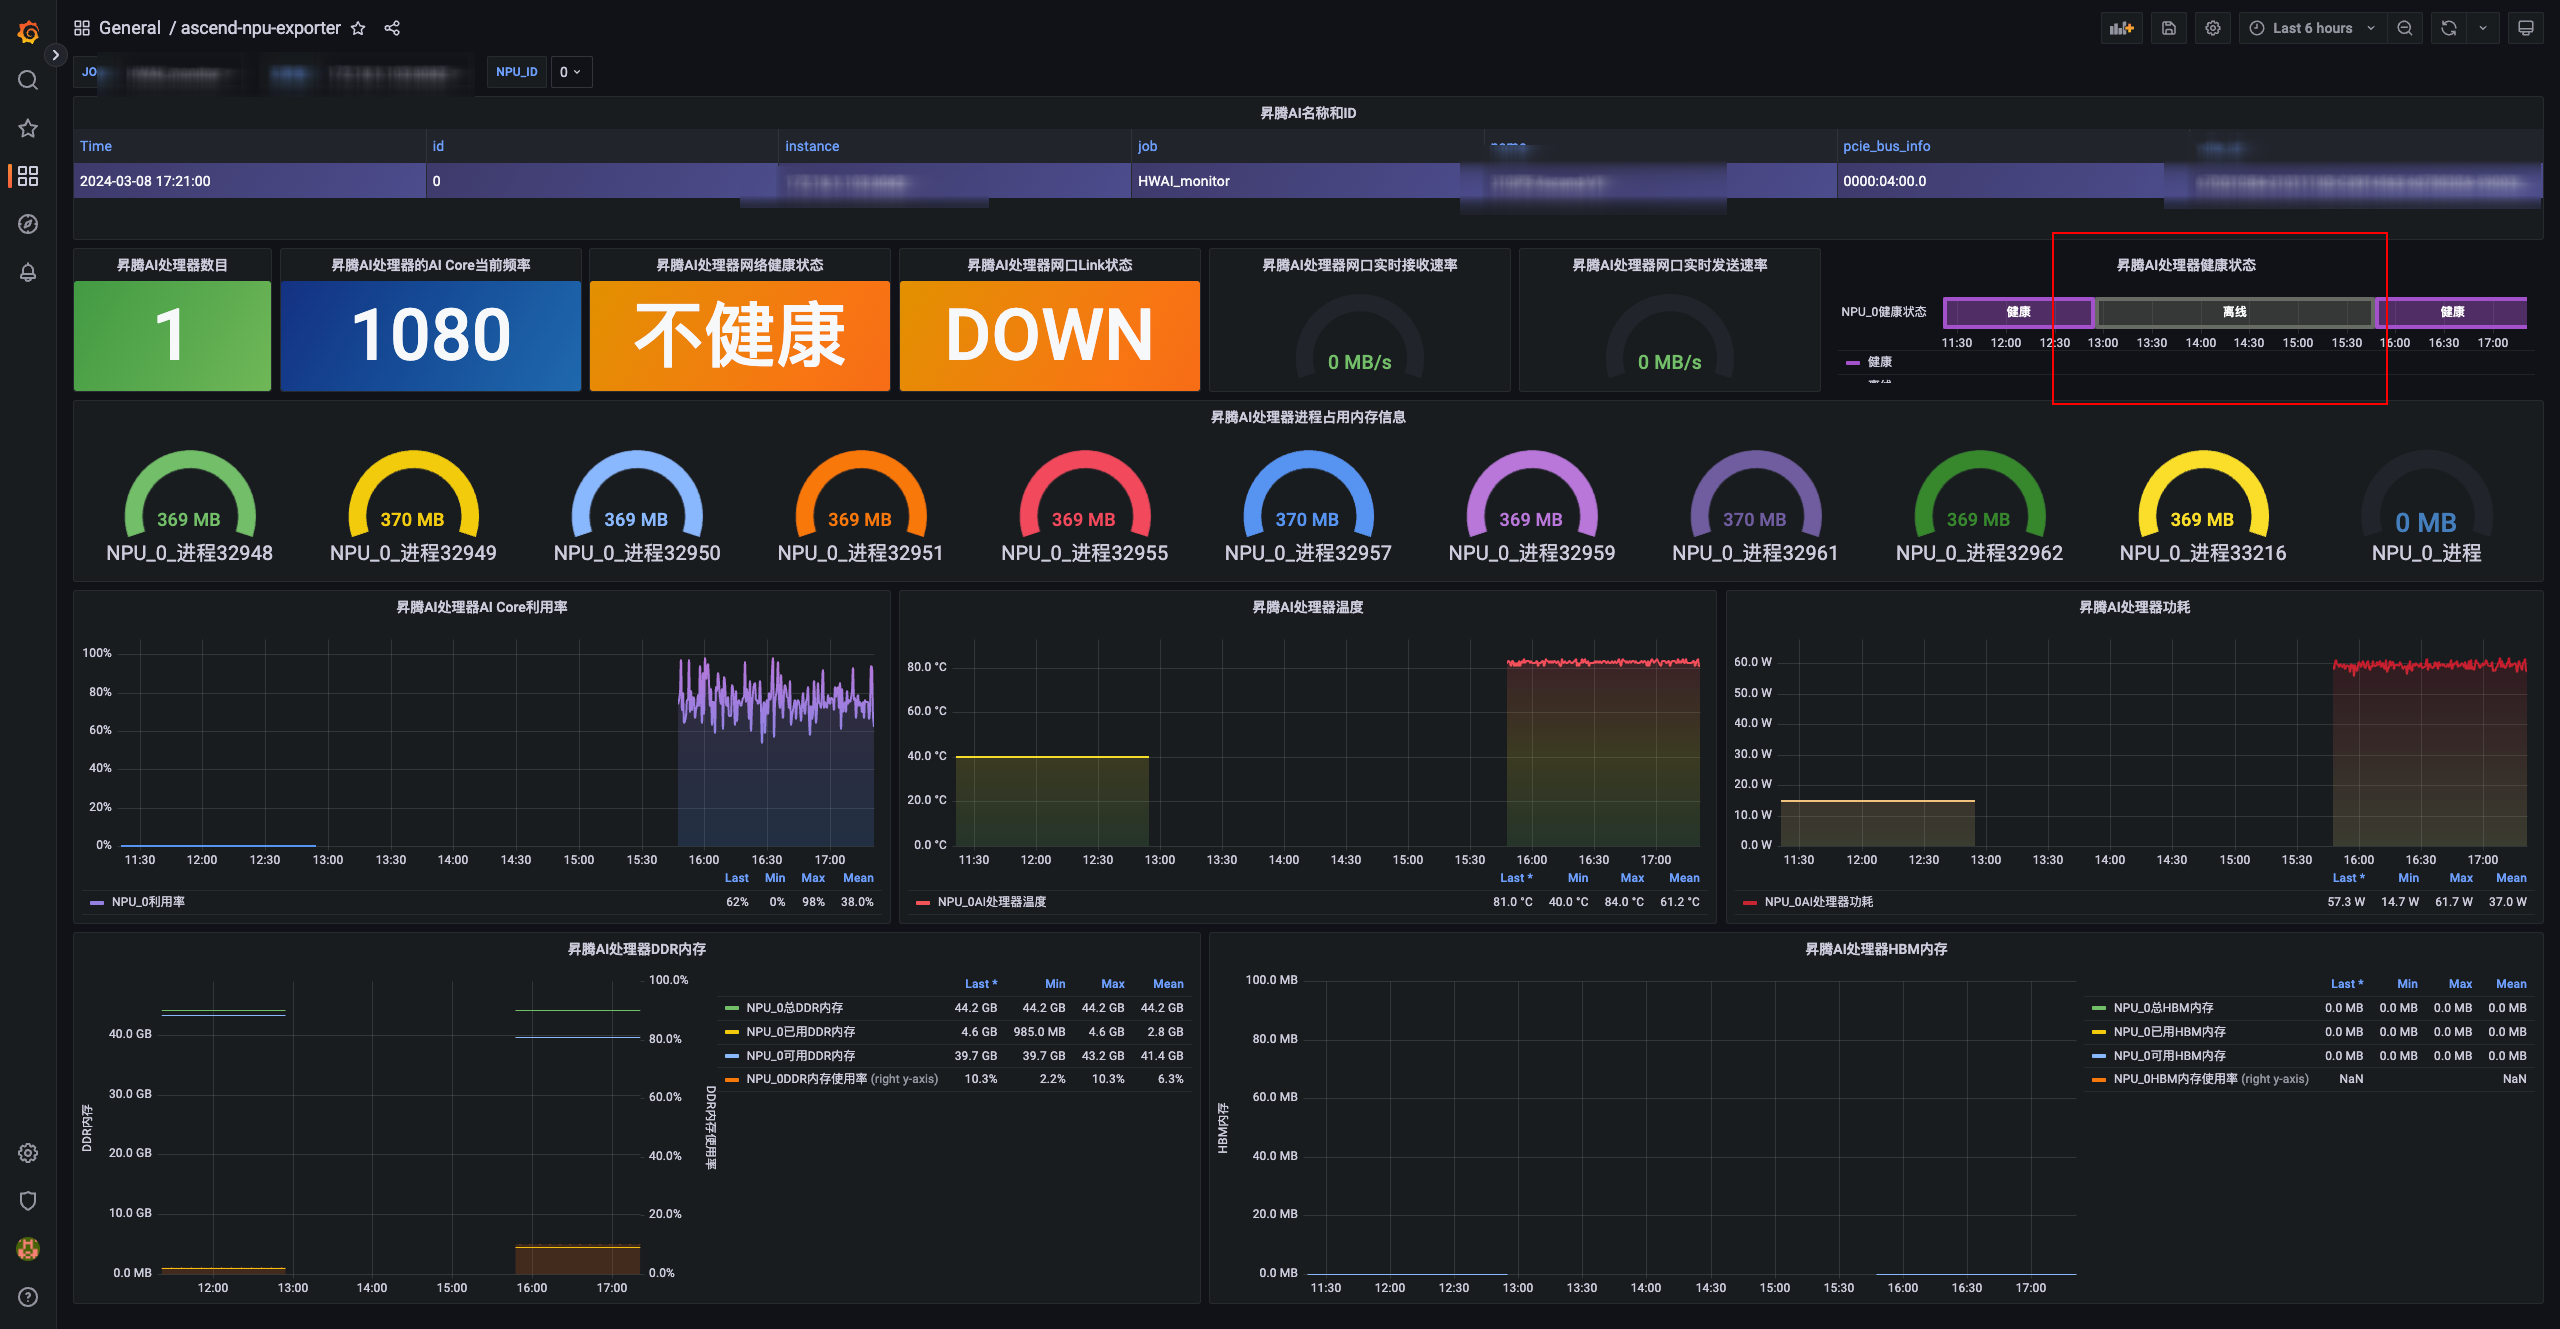 General / ascend-npu-exporter
Last 6 hours
JO
NPU_ID 0
昇腾AI名称和ID
Time id instance job pcie_bus_info
2024-03-08 17:21:00 0 HWAI_monitor 0000:04:00.0
昇腾AI处理器数目
1
昇腾AI处理器的AI Core当前频率
1080
昇腾AI处理器网络健康状态
不健康
昇腾AI处理器网口Link状态
DOWN
昇腾AI处理器网口实时接收速率
0 MB/s
昇腾AI处理器网口实时发送速率
0 MB/s
昇腾AI处理器健康状态
NPU_0健康状态 健康 离线 健康
11:30 12:00 12:30 13:00 13:30 14:00 14:30 15:00 15:30 16:00 16:30 17:00
健康
昇腾AI处理器进程占用内存信息
369 MB 370 MB 369 MB 369 MB 369 MB 370 MB 369 MB 370 MB 369 MB 369 MB 0 MB
NPU_0_进程32948 NPU_0_进程32949 NPU_0_进程32950 NPU_0_进程32951 NPU_0_进程32955 NPU_0_进程32957 NPU_0_进程32959 NPU_0_进程32961 NPU_0_进程32962 NPU_0_进程33216 NPU_0_进程
昇腾AI处理器AI Core利用率
100%
80%
60%
40%
20%
0%
11:30 12:00 12:30 13:00 13:30 14:00 14:30 15:00 15:30 16:00 16:30 17:00
Last Min Max Mean
NPU_0利用率 62% 0% 98% 38.0%
昇腾AI处理器温度
80.0 °C
60.0 °C
40.0 °C
20.0 °C
0.0 °C
11:30 12:00 12:30 13:00 13:30 14:00 14:30 15:00 15:30 16:00 16:30 17:00
Last * Min Max Mean
NPU_0AI处理器温度 81.0 °C 40.0 °C 84.0 °C 61.2 °C
昇腾AI处理器功耗
60.0 W
50.0 W
40.0 W
30.0 W
20.0 W
10.0 W
0.0 W
11:30 12:00 12:30 13:00 13:30 14:00 14:30 15:00 15:30 16:00 16:30 17:00
Last * Min Max Mean
NPU_0AI处理器功耗 57.3 W 14.7 W 61.7 W 37.0 W
昇腾AI处理器DDR内存
DDR内存
40.0 GB
30.0 GB
20.0 GB
10.0 GB
0.0 MB
12:00 13:00 14:00 15:00 16:00 17:00
100.0%
80.0%
60.0%
40.0%
20.0%
0.0%
DDR内存使用率
Last * Min Max Mean
NPU_0总DDR内存 44.2 GB 44.2 GB 44.2 GB 44.2 GB
NPU_0已用DDR内存 4.6 GB 985.0 MB 4.6 GB 2.8 GB
NPU_0可用DDR内存 39.7 GB 39.7 GB 43.2 GB 41.4 GB
NPU_0DDR内存使用率 (right y-axis) 10.3% 2.2% 10.3% 6.3%
昇腾AI处理器HBM内存
HBM内存
100.0 MB
80.0 MB
60.0 MB
40.0 MB
20.0 MB
0.0 MB
11:30 12:00 12:30 13:00 13:30 14:00 14:30 15:00 15:30 16:00 16:30 17:00
Last * Min Max Mean
NPU_0总HBM内存 0.0 MB 0.0 MB 0.0 MB 0.0 MB
NPU_0已用HBM内存 0.0 MB 0.0 MB 0.0 MB 0.0 MB
NPU_0可用HBM内存 0.0 MB 0.0 MB 0.0 MB 0.0 MB
NPU_0HBM内存使用率 (right y-axis) NaN NaN